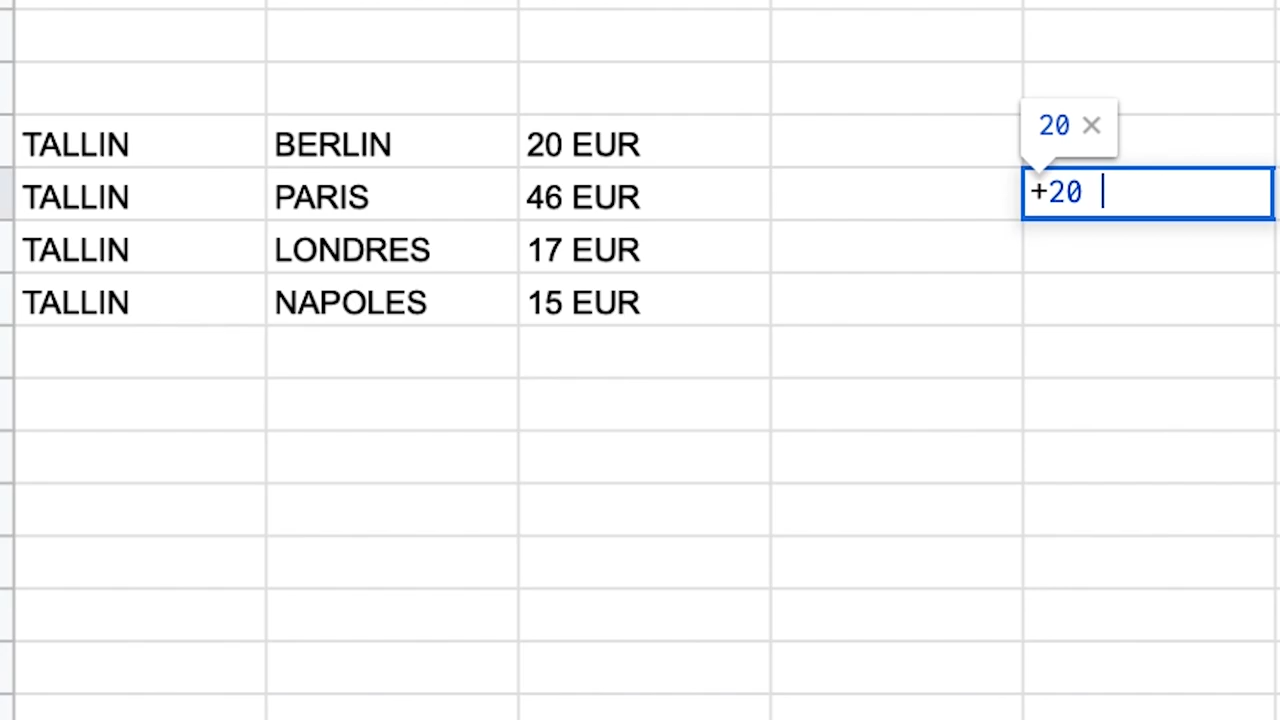 20 ×
TALLIN BERLIN 20 EUR
TALLIN PARIS 46 EUR +20
TALLIN LONDRES 17 EUR
TALLIN NAPOLES 15 EUR